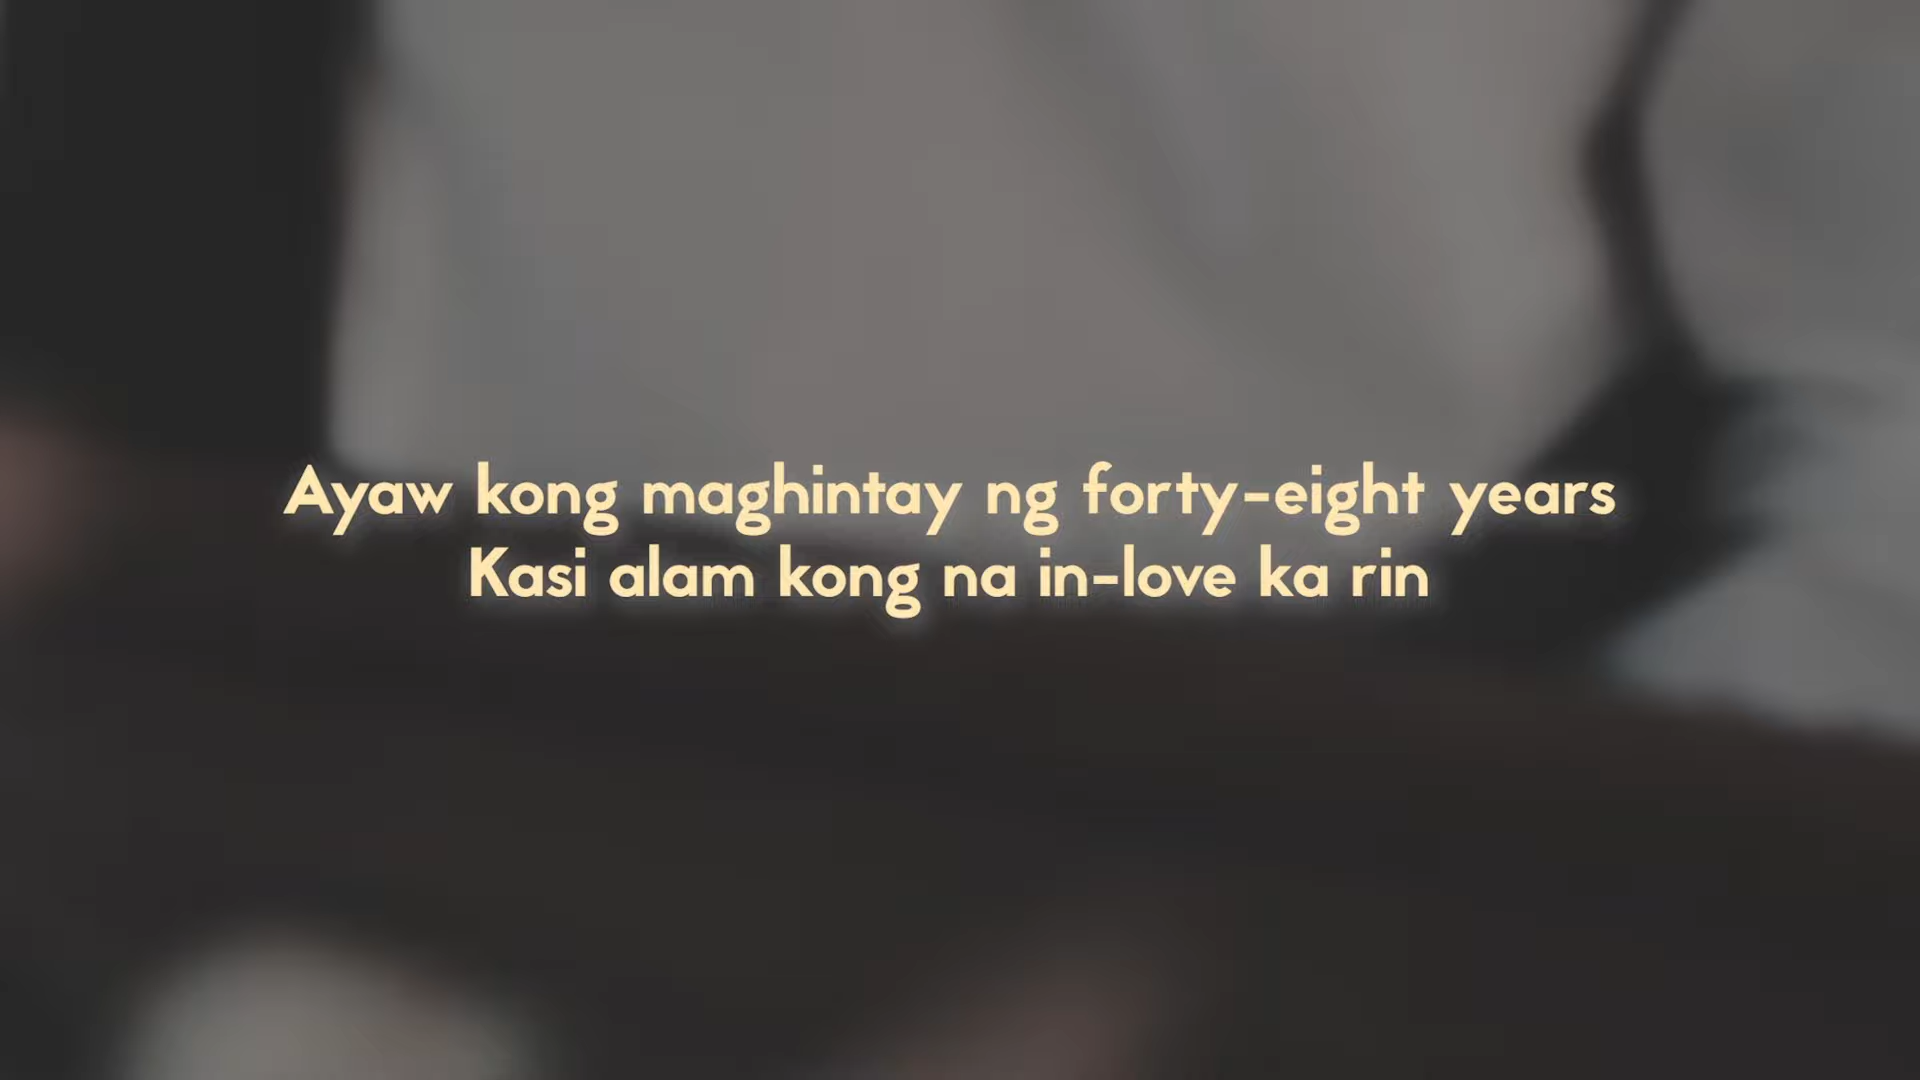 Ayaw kong maghintay ng forty-eight years
Kasi alam kong na in-love ka rin